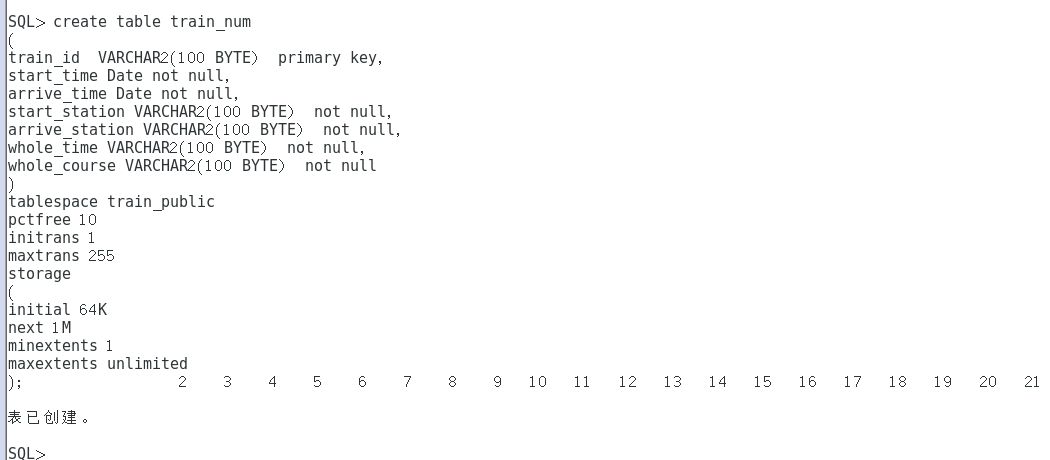 SQL> create table train_num
(
train_id  VARCHAR2(100 BYTE)  primary key,
start_time Date not null,
arrive_time Date not null,
start_station VARCHAR2(100 BYTE)  not null,
arrive_station VARCHAR2(100 BYTE)  not null,
whole_time VARCHAR2(100 BYTE)  not null,
whole_course VARCHAR2(100 BYTE)  not null
)
tablespace train_public
pctfree 10
initrans 1
maxtrans 255
storage
(
initial 64K
next 1M
minextents 1
maxextents unlimited
);                 2    3    4    5    6    7    8    9   10   11   12   13   14   15   16   17   18   19   20   21
表已创建。
SQL>